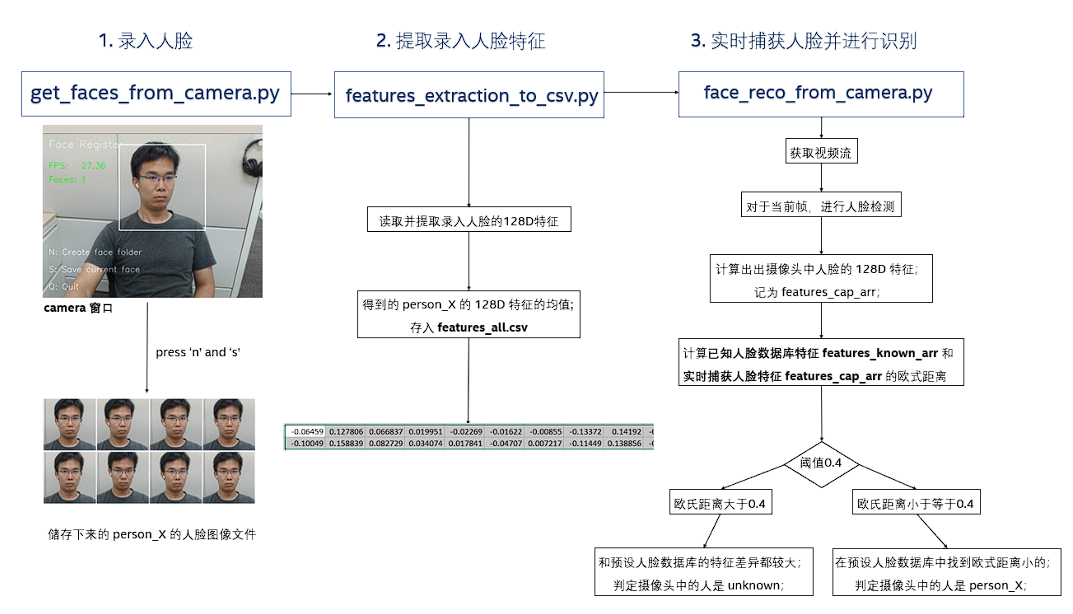 1. 录入人脸
2. 提取录入人脸特征
3. 实时捕获人脸并进行识别
get_faces_from_camera.py
features_extraction_to_csv.py
face_reco_from_camera.py
Face Register
FPS: 27.36
Faces: 1
N: Create face folder
S: Save current face
Q: Quit
camera 窗口
press 'n' and 's'
储存下来的 person_X 的人脸图像文件
读取并提取录入人脸的128D特征
得到的 person_X 的 128D 特征的均值;
存入 features_all.csv
-0.06459 0.127806 0.066837 0.019951 -0.02269 -0.01622 -0.00855 -0.13372 0.14192
-0.10049 0.158839 0.082729 0.034074 0.017841 -0.04707 0.007217 -0.11449 0.138856
获取视频流
对于当前帧，进行人脸检测
计算出出摄像头中人脸的 128D 特征；
记为 features_cap_arr；
计算已知人脸数据库特征 features_known_arr 和
实时捕获人脸特征 features_cap_arr 的欧式距离
阈值0.4
欧氏距离大于0.4
欧氏距离小于等于0.4
和预设人脸数据库的特征差异都较大；
判定摄像头中的人是 unknown；
在预设人脸数据库中找到欧式距离小的；
判定摄像头中的人是 person_X；